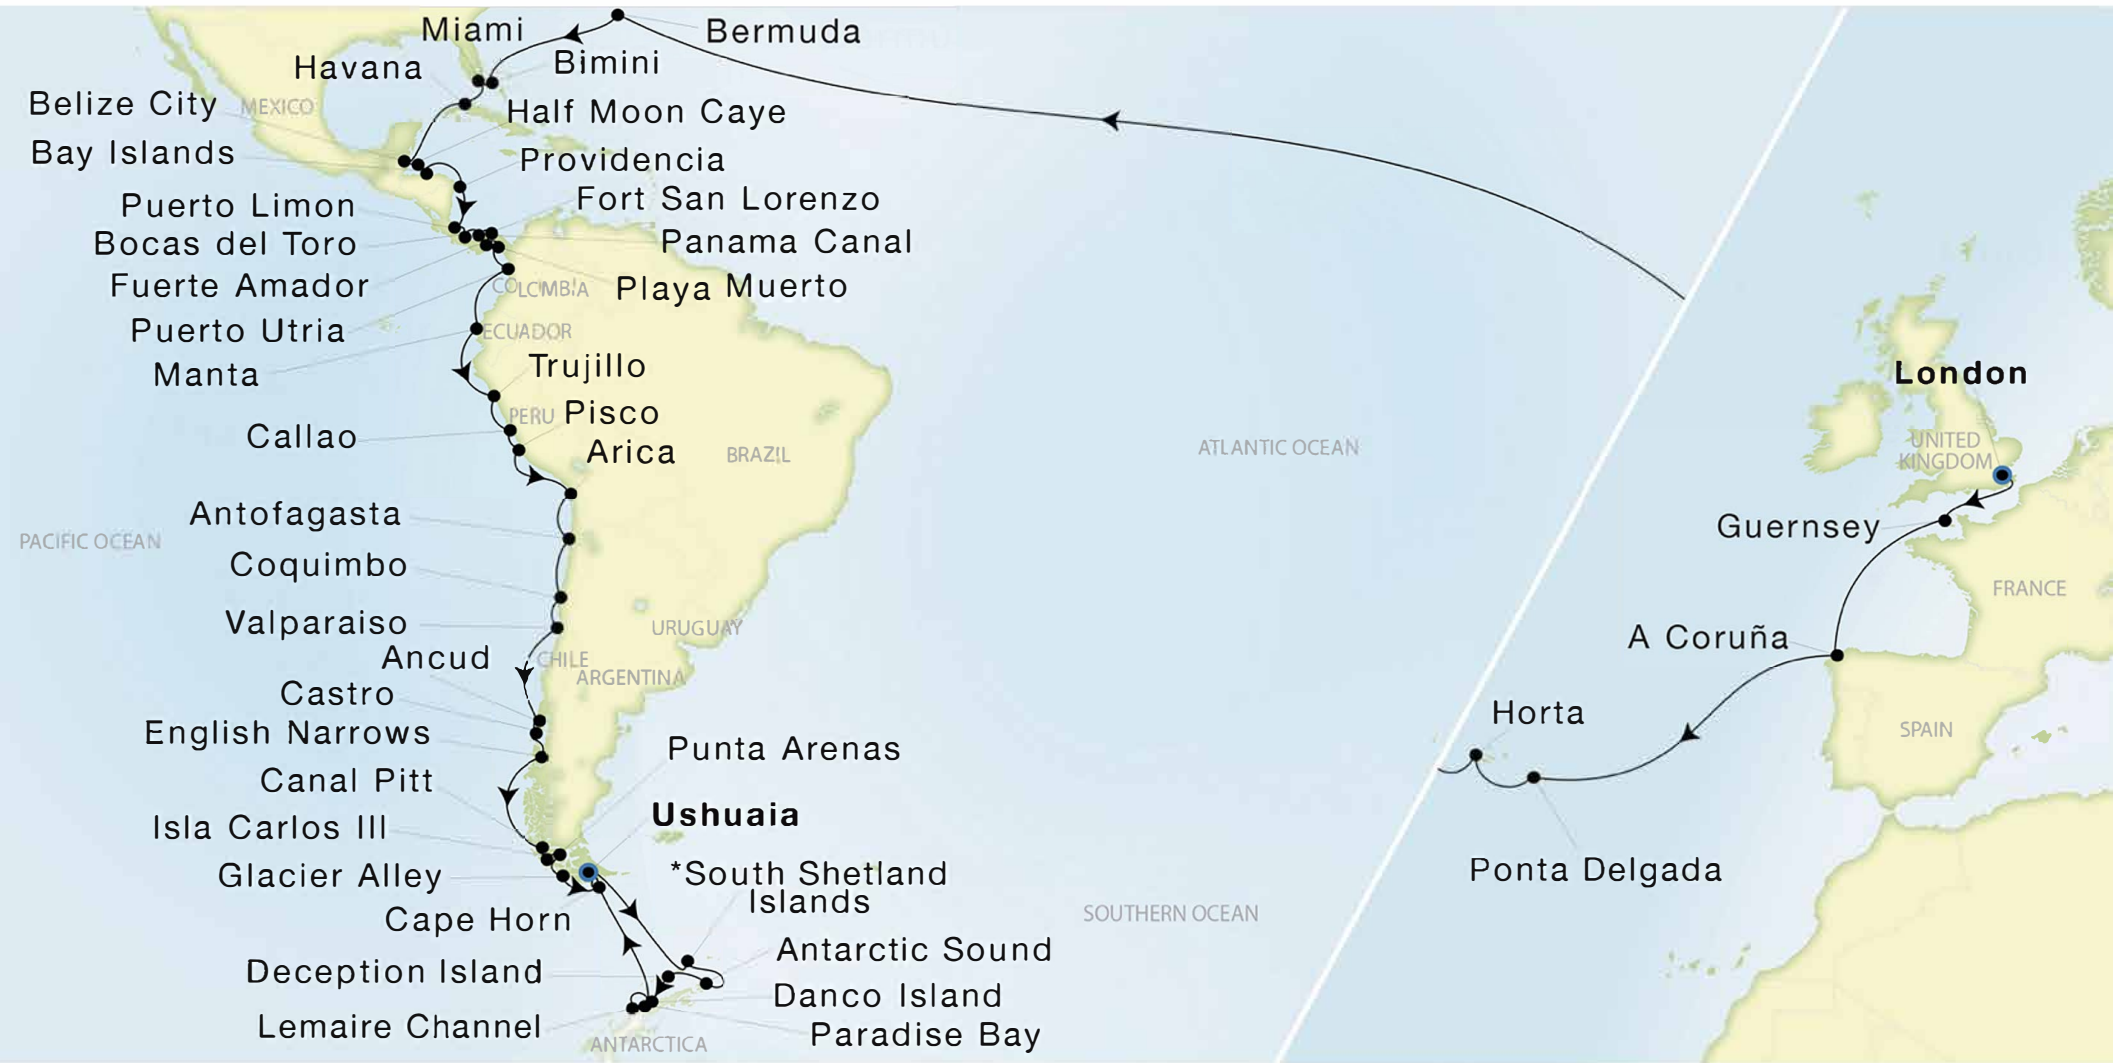 Miami
Bermuda
Havana
Bimini
Belize City
MEXICO
Half Moon Caye
Bay Islands
Providencia
Puerto Limon
Fort San Lorenzo
Bocas del Toro
Panama Canal
Fuerte Amador
COLOMBIA
Playa Muerto
Puerto Utria
ECUADOR
Manta
Trujillo
London
PERU
Pisco
Callao
Arica
BRAZIL
ATLANTIC OCEAN
UNITED
KINGDOM
Antofagasta
Guernsey
PACIFIC OCEAN
Coquimbo
FRANCE
Valparaiso
URUGUAY
A Coruña
Ancud
CHILE
ARGENTINA
Castro
Horta
English Narrows
SPAIN
Punta Arenas
Canal Pitt
Ushuaia
Isla Carlos III
Glacier Alley
*South Shetland
Islands
Ponta Delgada
Cape Horn
SOUTHERN OCEAN
Antarctic Sound
Deception Island
Danco Island
Lemaire Channel
Paradise Bay
ANTARCTICA